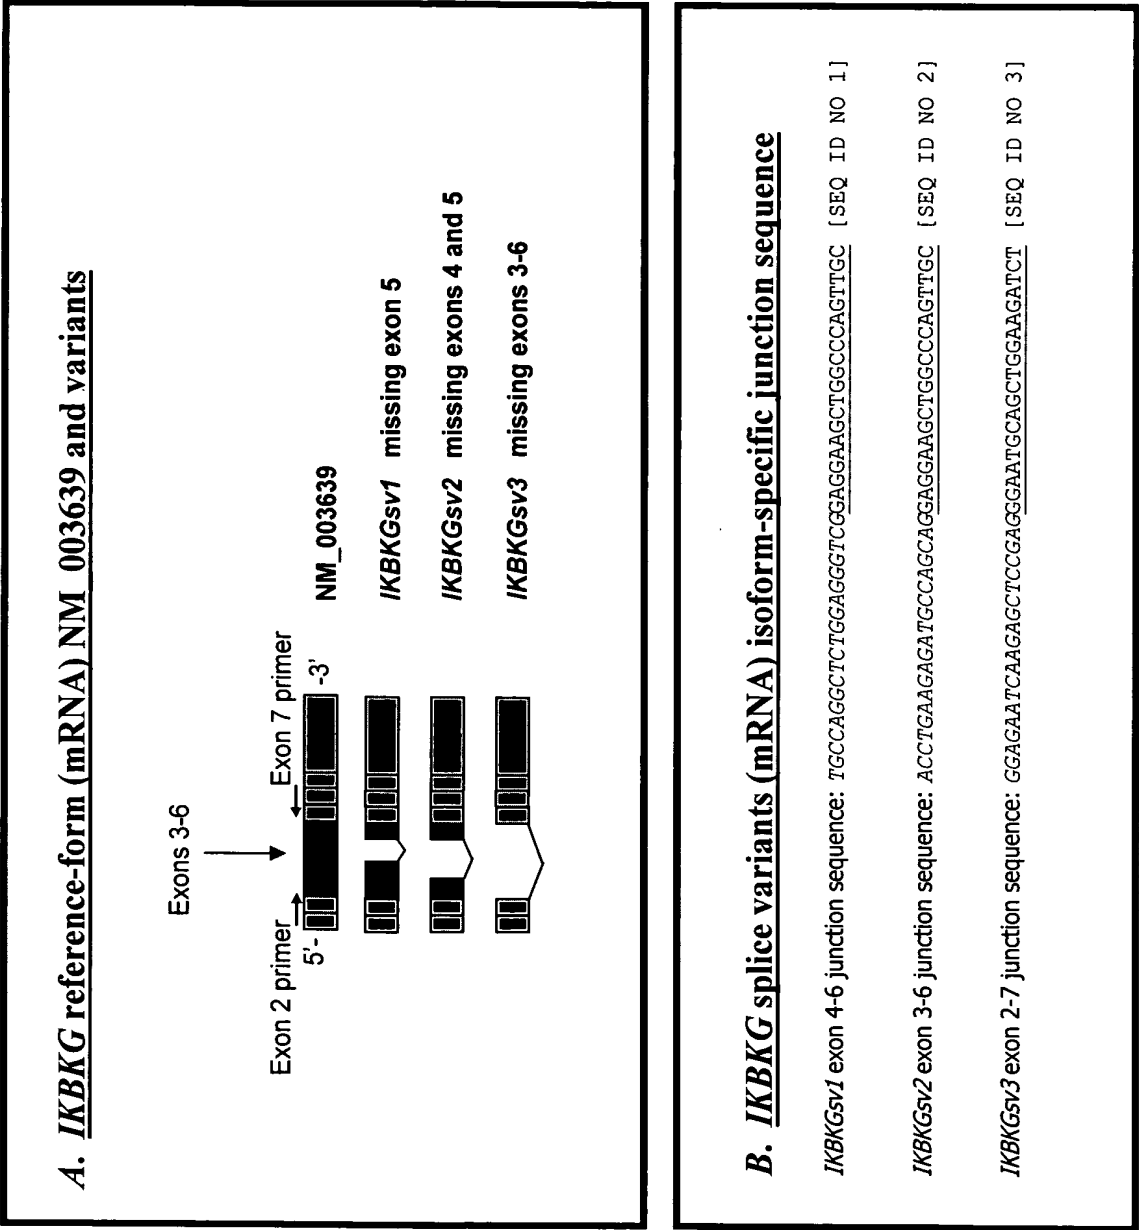 A. IKBKG reference-form (mRNA) NM_003639 and variants
Exons 3-6
Exon 2 primer
Exon 7 primer
5'-
-3'
NM_003639
IKBKGsv1 missing exon 5
IKBKGsv2 missing exons 4 and 5
IKBKGsv3 missing exons 3-6
B. IKBKG splice variants (mRNA) isoform-specific junction sequence
IKBKGsv1 exon 4-6 junction sequence: TGCCAGGCTCTGGAGGGTCGGAGGAAGCTGGCCCAGTTGC [SEQ ID NO 1]
IKBKGsv2 exon 3-6 junction sequence: ACCTGAAGAGATGCCAGCAGGAGGAAGCTGGCCCAGTTGC [SEQ ID NO 2]
IKBKGsv3 exon 2-7 junction sequence: GGAGAATCAAGAGCTCCGAGGGAATGCAGCTGGAAGATCT [SEQ ID NO 3]